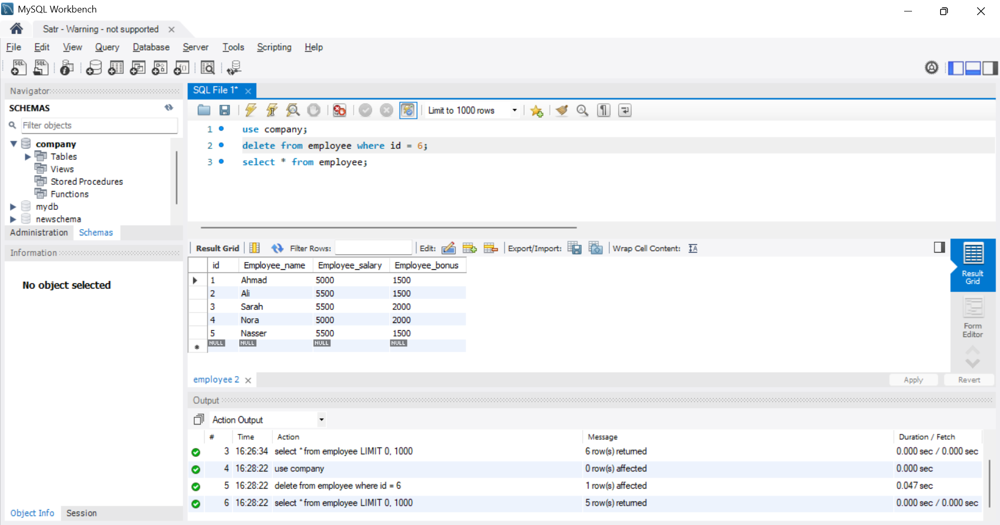 MySQL Workbench
Satr - Warning - not supported
File Edit View Query Database Server Tools Scripting Help
Navigator
SCHEMAS
Filter objects
company
Tables
Views
Stored Procedures
Functions
mydb
newschema
Administration Schemas
Information
No object selected
Object Info Session
SQL File 1*
Limit to 1000 rows
1 use company;
2 delete from employee where id = 6;
3 select * from employee;
Result Grid Filter Rows: Edit: Export/Import: Wrap Cell Content:
id Employee_name Employee_salary Employee_bonus
1 Ahmad 5000 1500
2 Ali 5500 1500
3 Sarah 5500 2000
4 Nora 5000 2000
5 Nasser 5500 1500
NULL NULL NULL NULL
Result
Grid
Form
Editor
employee 2
Apply Revert
Output
Action Output
# Time Action Message Duration / Fetch
3 16:26:34 select * from employee LIMIT 0, 1000 6 row(s) returned 0.000 sec / 0.000 sec
4 16:28:22 use company 0 row(s) affected 0.000 sec
5 16:28:22 delete from employee where id = 6 1 row(s) affected 0.047 sec
6 16:28:22 select * from employee LIMIT 0, 1000 5 row(s) returned 0.000 sec / 0.000 sec